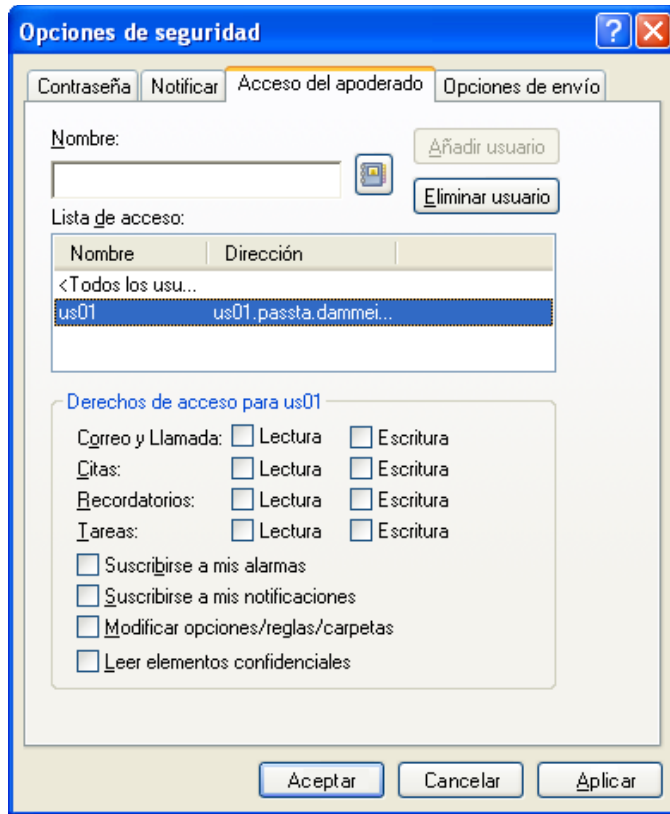 Opciones de seguridad
Contraseña Notificar Acceso del apoderado Opciones de envío
Nombre:
Añadir usuario
Eliminar usuario
Lista de acceso:
Nombre Dirección
<Todos los usu...
us01 us01.passta.dammei...
Derechos de acceso para us01
Correo y Llamada: Lectura Escritura
Citas: Lectura Escritura
Recordatorios: Lectura Escritura
Tareas: Lectura Escritura
Suscribirse a mis alarmas
Suscribirse a mis notificaciones
Modificar opciones/reglas/carpetas
Leer elementos confidenciales
Aceptar Cancelar Aplicar